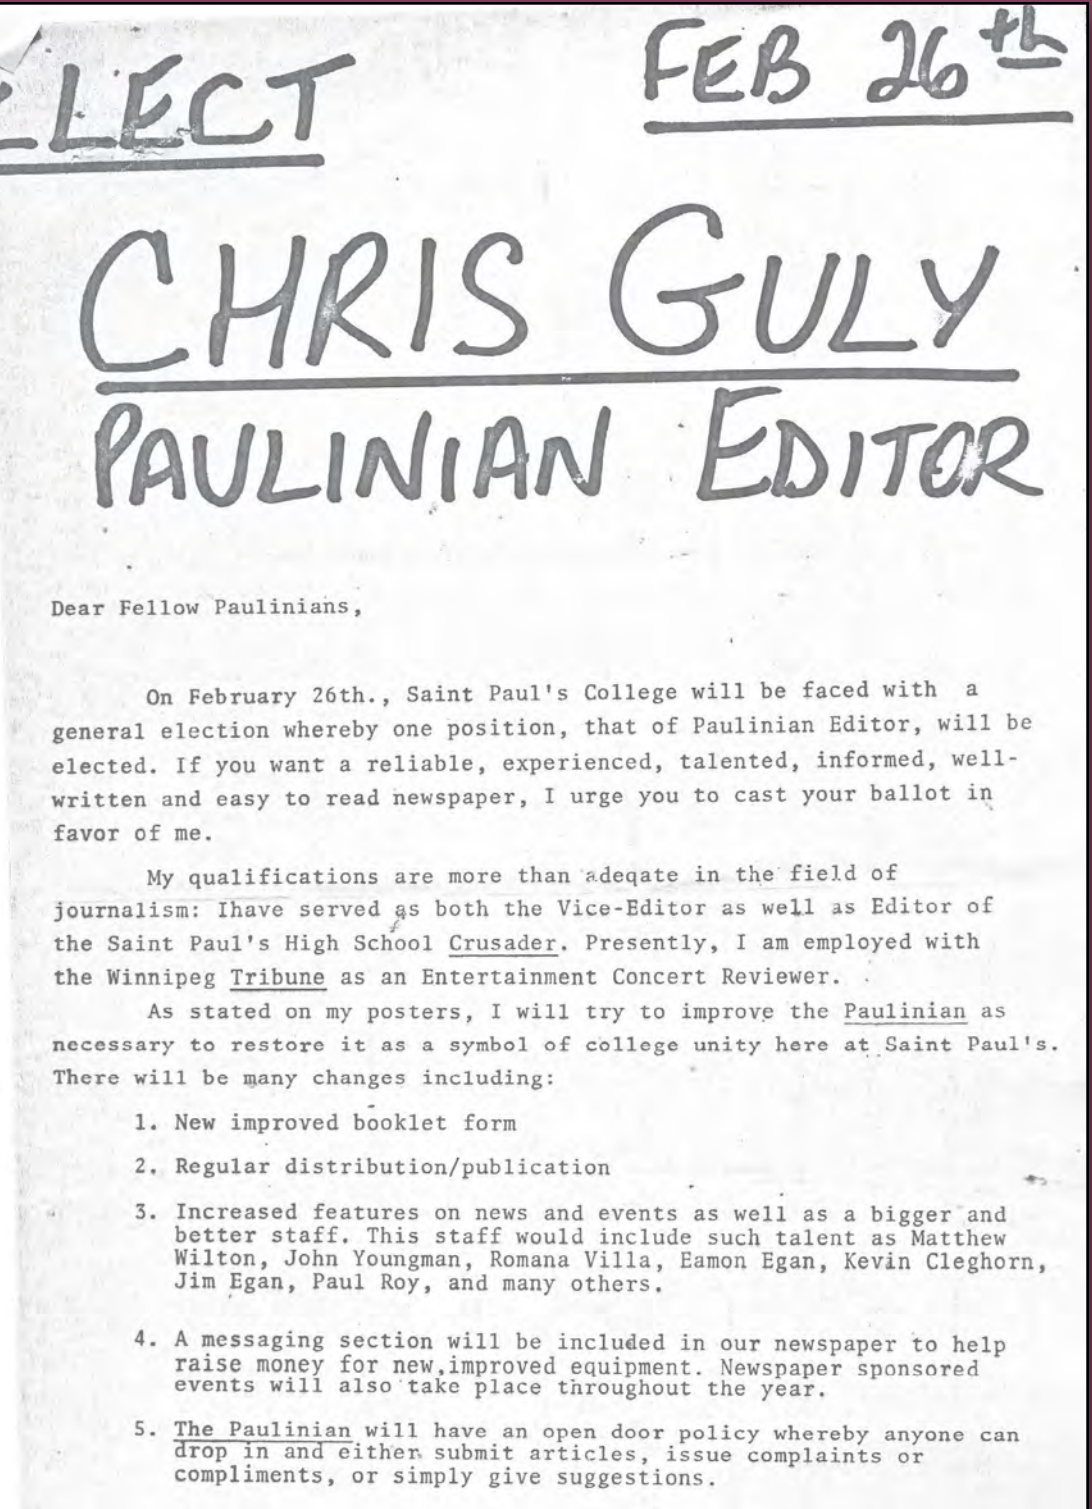 ELECT
FEB 26th
CHRIS GULY
PAULINIAN EDITOR
Dear Fellow Paulinians,
On February 26th., Saint Paul's College will be faced with a
general election whereby one position, that of Paulinian Editor, will be
elected. If you want a reliable, experienced, talented, informed, well-
written and easy to read newspaper, I urge you to cast your ballot in
favor of me.
My qualifications are more than adeqate in the field of
journalism: Ihave served as both the Vice-Editor as well as Editor of
the Saint Paul's High School Crusader. Presently, I am employed with
the Winnipeg Tribune as an Entertainment Concert Reviewer.
As stated on my posters, I will try to improve the Paulinian as
necessary to restore it as a symbol of college unity here at Saint Paul's.
There will be many changes including:
1. New improved booklet form
2. Regular distribution/publication
3. Increased features on news and events as well as a bigger and
better staff. This staff would include such talent as Matthew
Wilton, John Youngman, Romana Villa, Eamon Egan, Kevin Cleghorn,
Jim Egan, Paul Roy, and many others.
4. A messaging section will be included in our newspaper to help
raise money for new,improved equipment. Newspaper sponsored
events will also take place throughout the year.
5. The Paulinian will have an open door policy whereby anyone can
drop in and either submit articles, issue complaints or
compliments, or simply give suggestions.